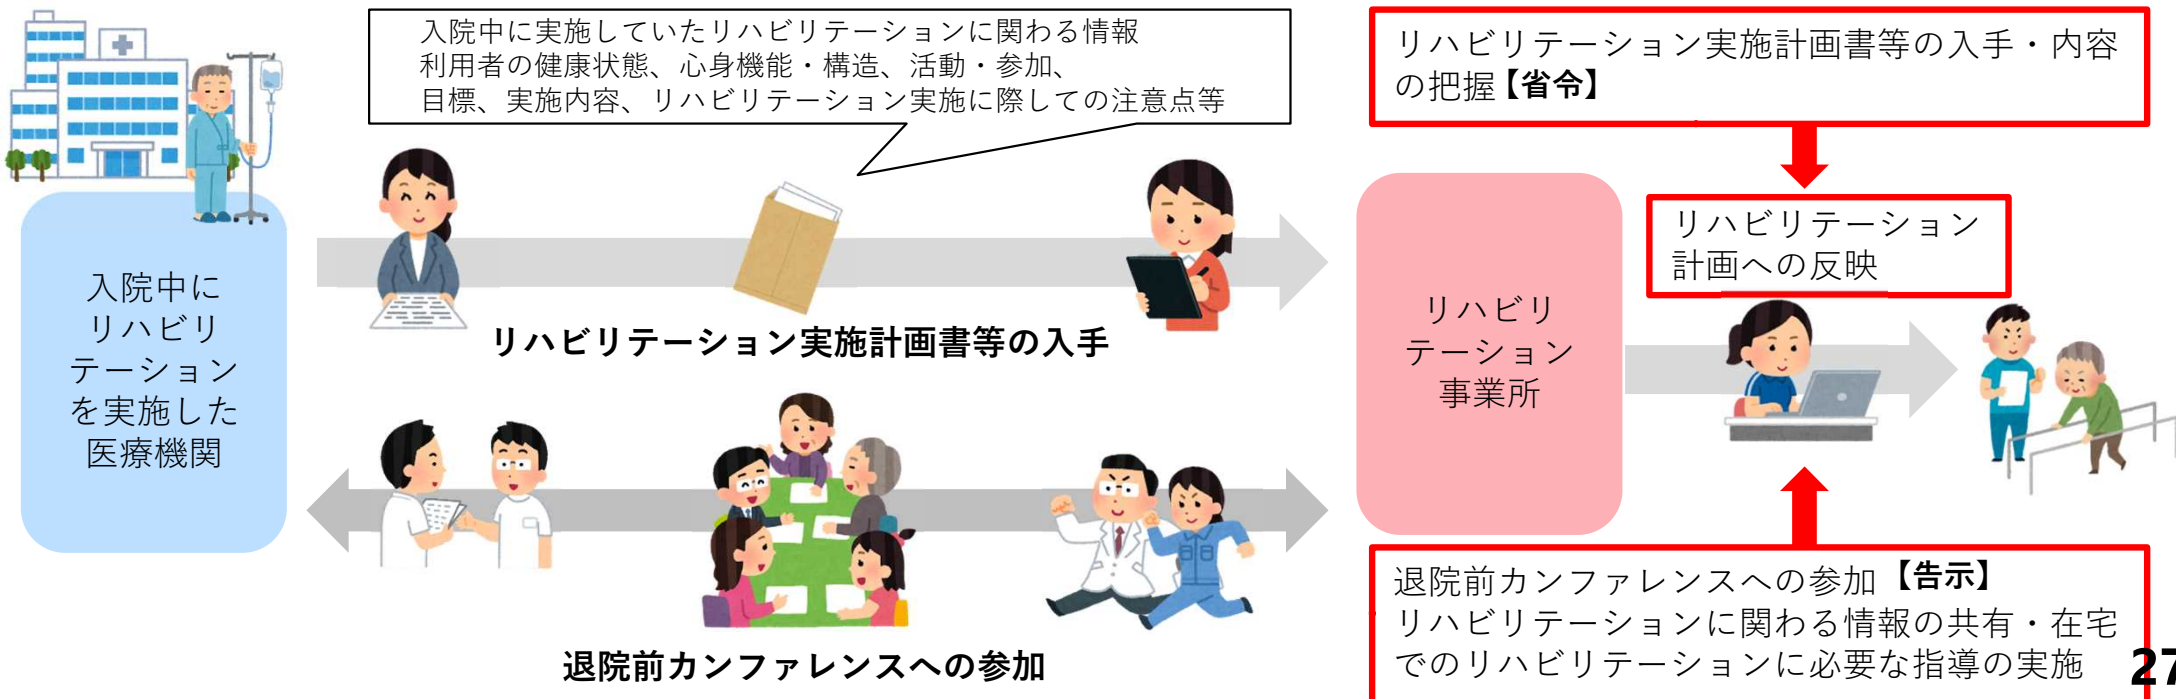 入院中に実施していたリハビリテーションに関わる情報
利用者の健康状態、心身機能・構造、活動・参加、
目標、実施内容、リハビリテーション実施に際しての注意点等
リハビリテーション実施計画書等の入手・内容
の把握【省令】
入院中に
リハビリ
テーション
を実施した
医療機関
リハビリテーション実施計画書等の入手
退院前カンファレンスへの参加
リハビリ
テーション
事業所
リハビリテーション
計画への反映
退院前カンファレンスへの参加【告示】
リハビリテーションに関わる情報の共有・在宅
でのリハビリテーションに必要な指導の実施
27